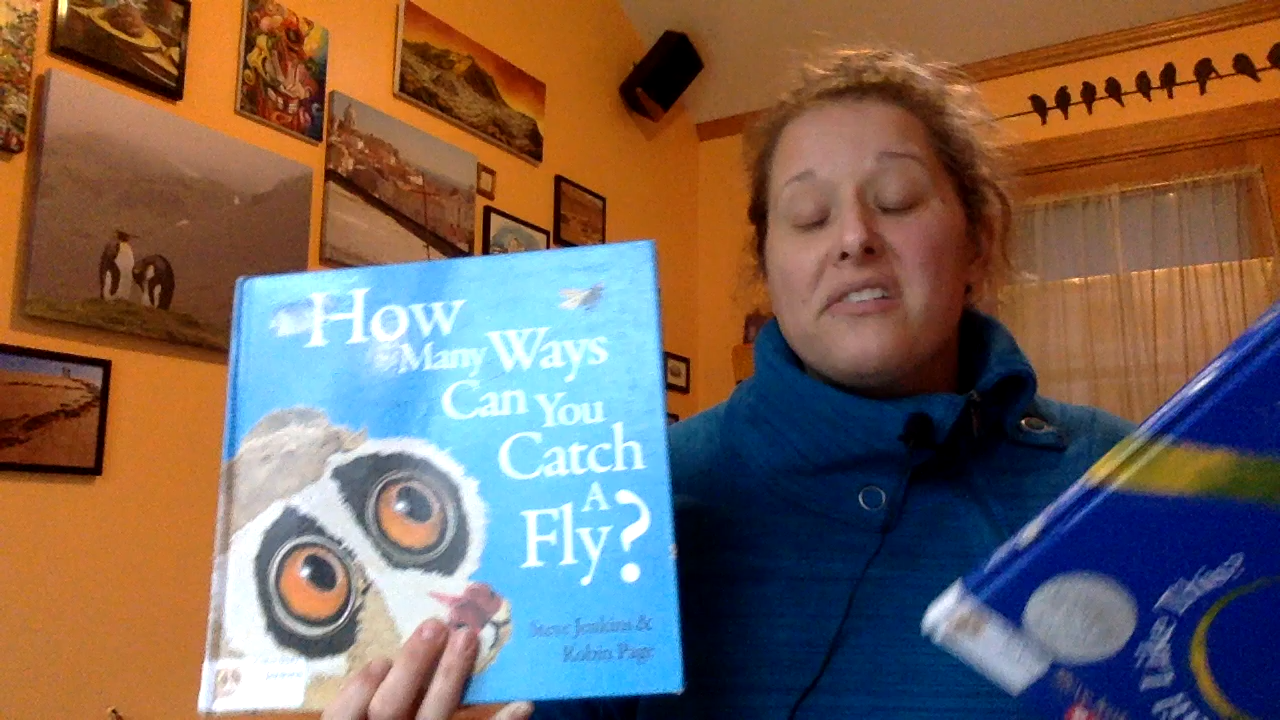 How
Many Ways
Can You
Catch
A
Fly?
Steve Jenkins &
Robin Page